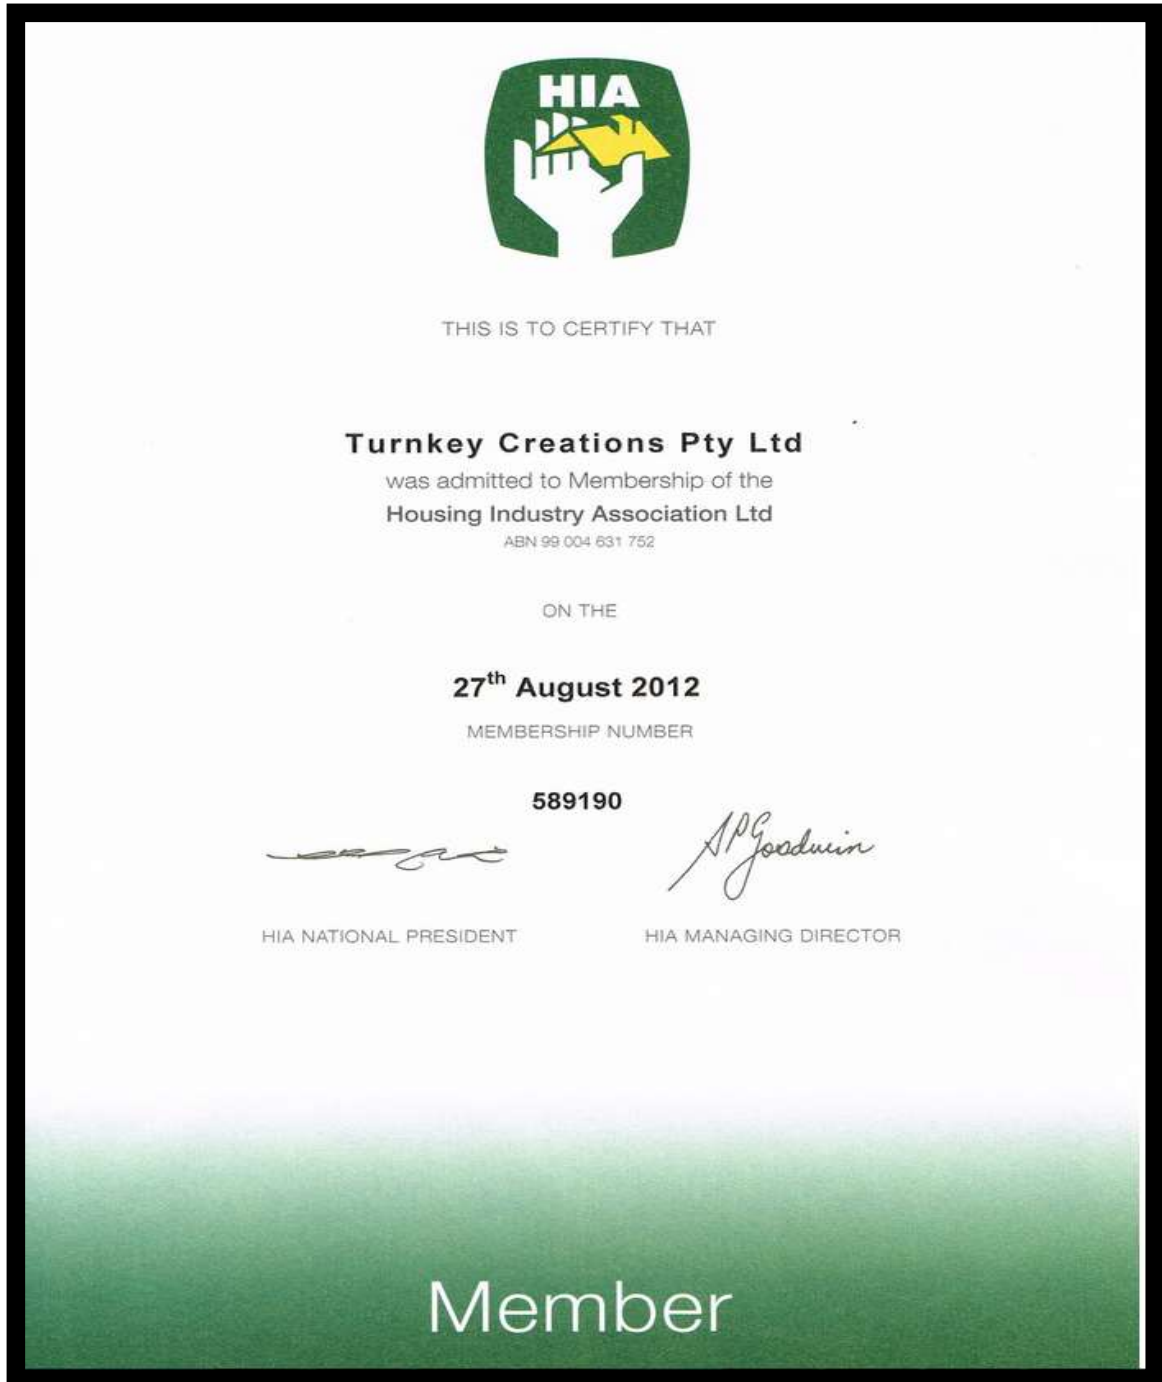 HIA
THIS IS TO CERTIFY THAT
Turnkey Creations Pty Ltd
was admitted to Membership of the
Housing Industry Association Ltd
ABN 99 004 631 752
ON THE
27th August 2012
MEMBERSHIP NUMBER
589190
SPGoodwin
HIA NATIONAL PRESIDENT HIA MANAGING DIRECTOR
Member